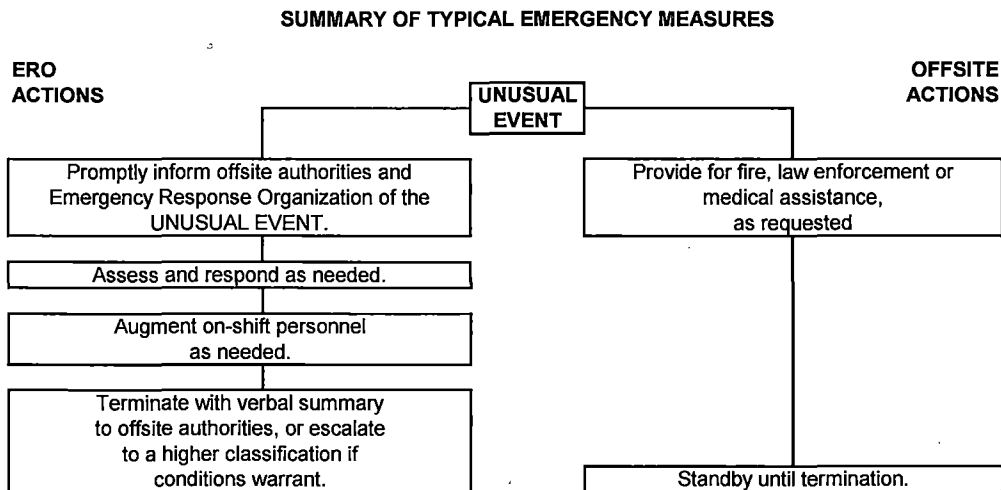 SUMMARY OF TYPICAL EMERGENCY MEASURES
ERO
ACTIONS
OFFSITE
ACTIONS
UNUSUAL
EVENT
Promptly inform offsite authorities and
Emergency Response Organization of the
UNUSUAL EVENT.
Assess and respond as needed.
Augment on-shift personnel
as needed.
Terminate with verbal summary
to offsite authorities, or escalate
to a higher classification if
conditions warrant.
Provide for fire, law enforcement or
medical assistance,
as requested
Standby until termination.